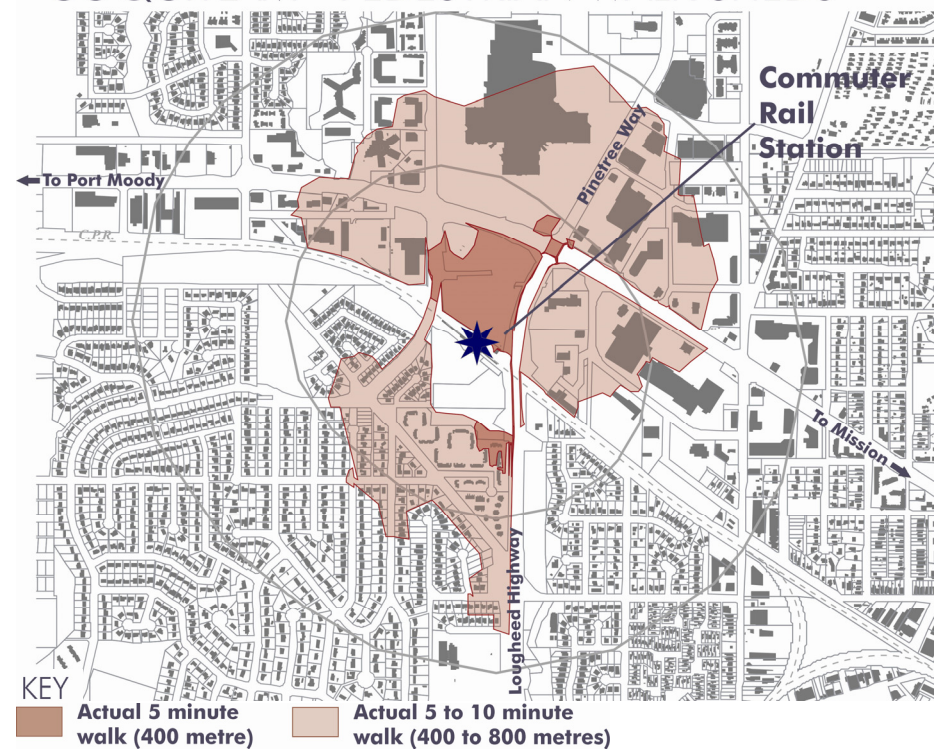 Commuter
Rail
Station
Pinetree Way
To Port Moody
C.P.R.
To Mission
Lougheed Highway
KEY
Actual 5 minute
walk (400 metre)
Actual 5 to 10 minute
walk (400 to 800 metres)